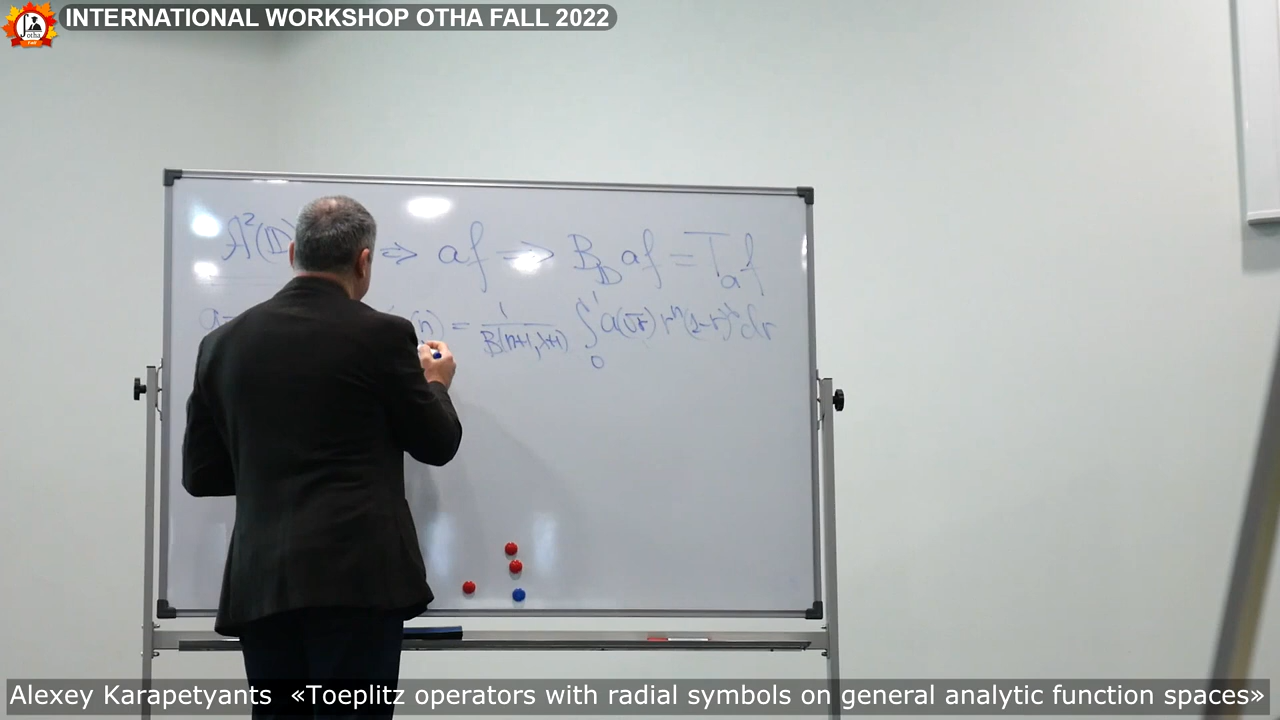 INTERNATIONAL WORKSHOP OTHA FALL 2022
otha
A²(D) ⇒ af ⇒ B_D af = T_a f
a= (n) = 1/B(n+1,λ+1) ∫₀¹ a(√r) rⁿ(1-r)^λ dr
Alexey Karapetyants «Toeplitz operators with radial symbols on general analytic function spaces»